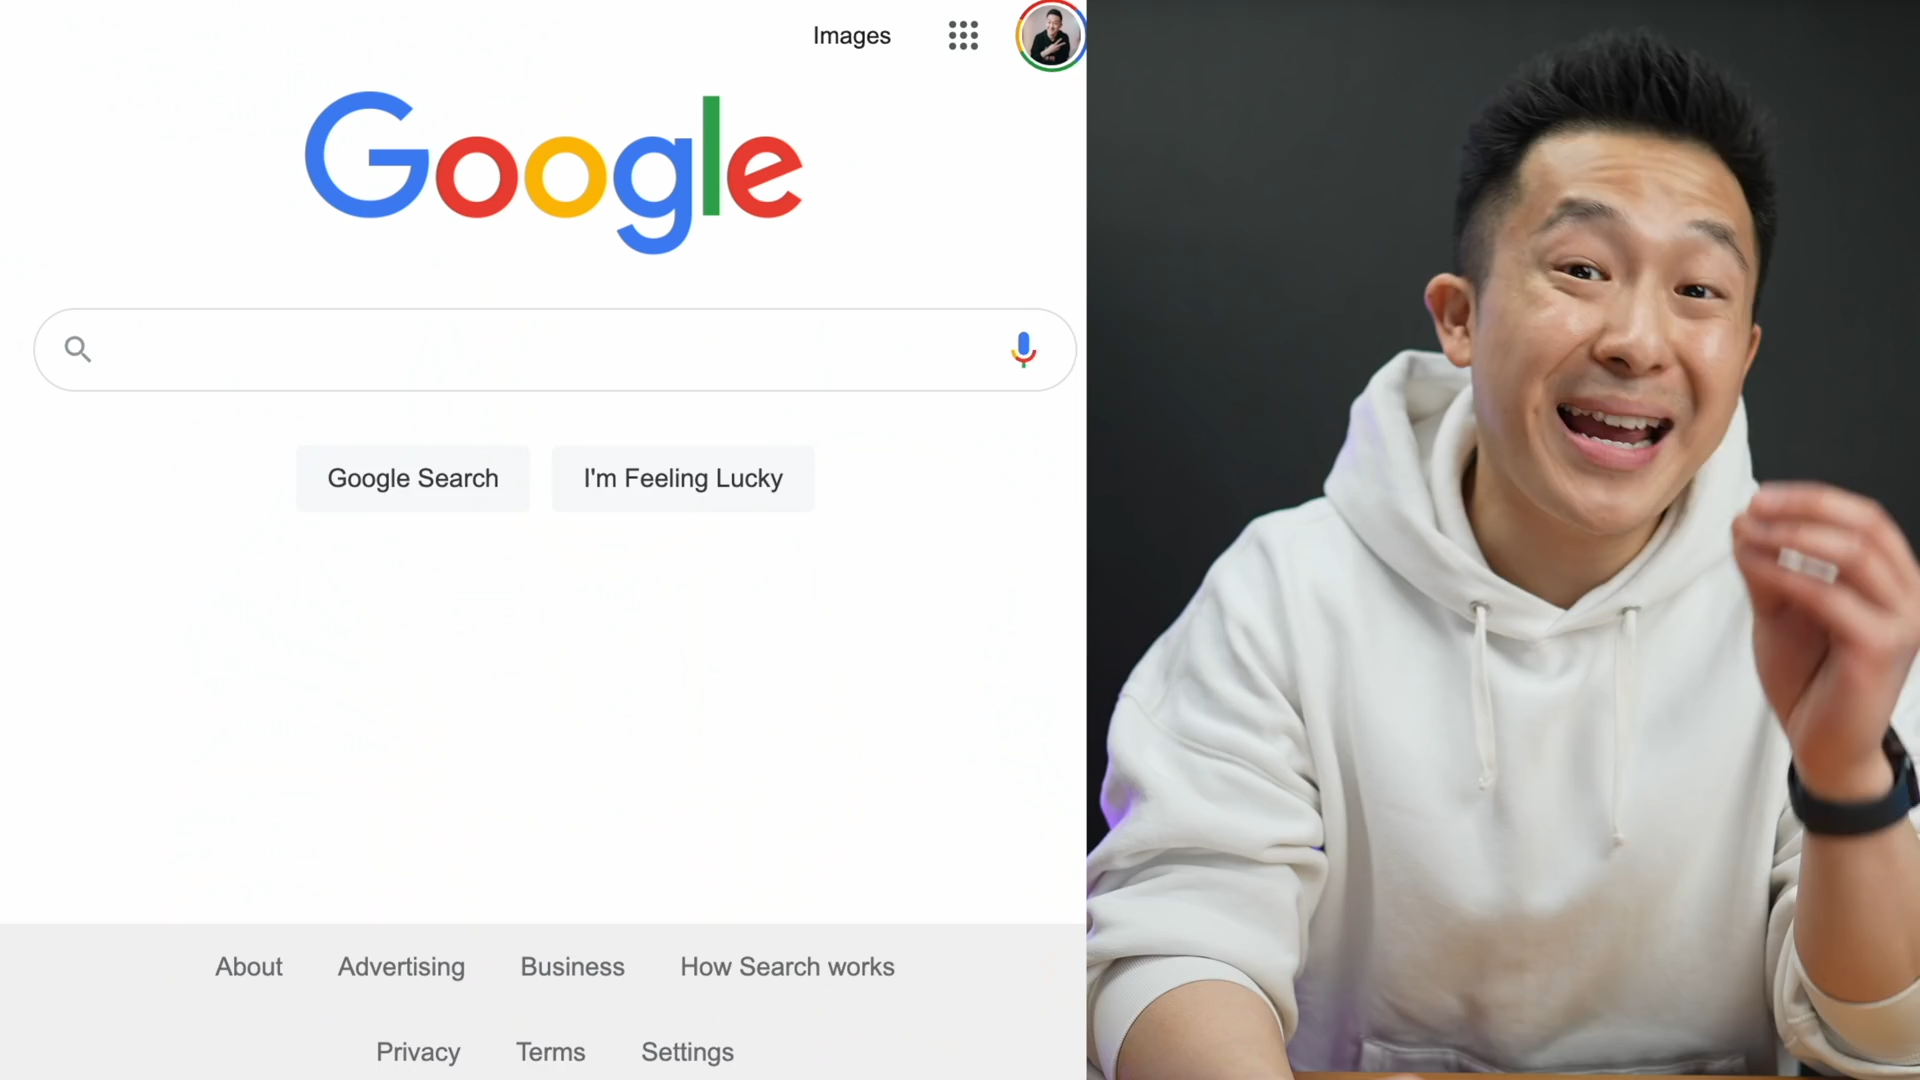 Images
Google
Google Search I'm Feeling Lucky
About Advertising Business How Search works
Privacy Terms Settings